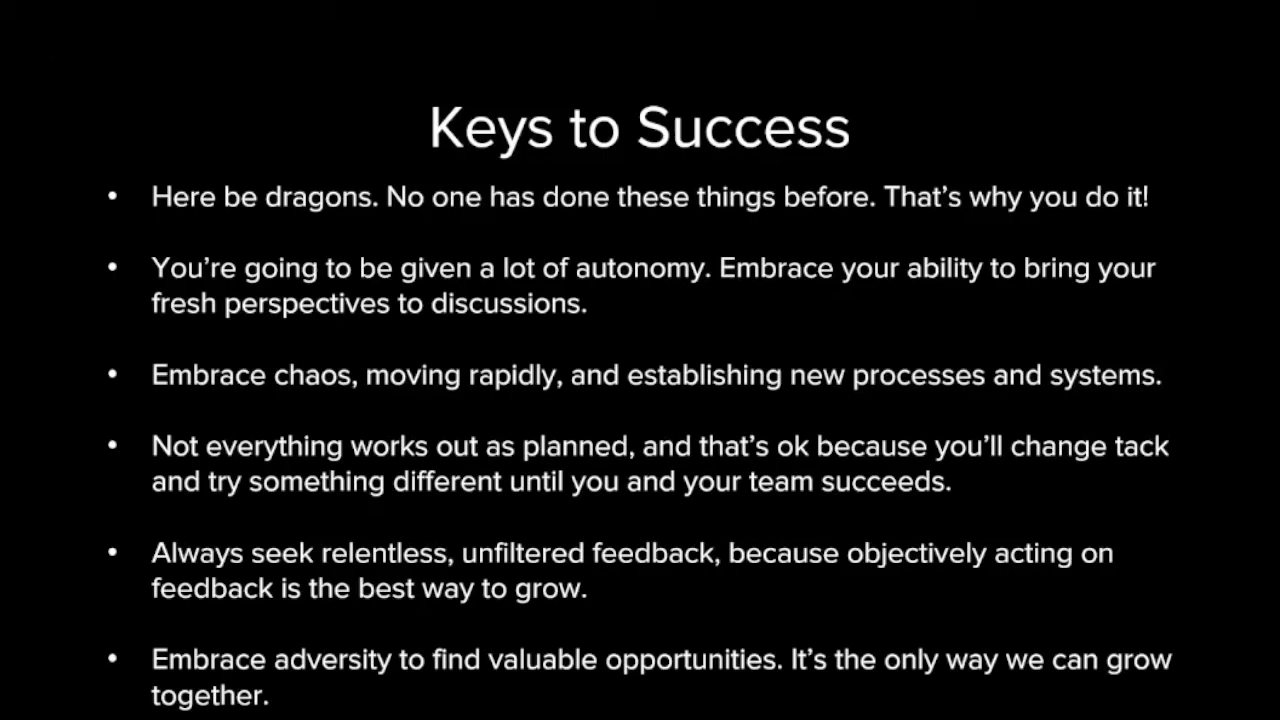 Keys to Success
• Here be dragons. No one has done these things before. That’s why you do it!
• You’re going to be given a lot of autonomy. Embrace your ability to bring your
fresh perspectives to discussions.
• Embrace chaos, moving rapidly, and establishing new processes and systems.
• Not everything works out as planned, and that’s ok because you’ll change tack
and try something different until you and your team succeeds.
• Always seek relentless, unfiltered feedback, because objectively acting on
feedback is the best way to grow.
• Embrace adversity to find valuable opportunities. It’s the only way we can grow
together.